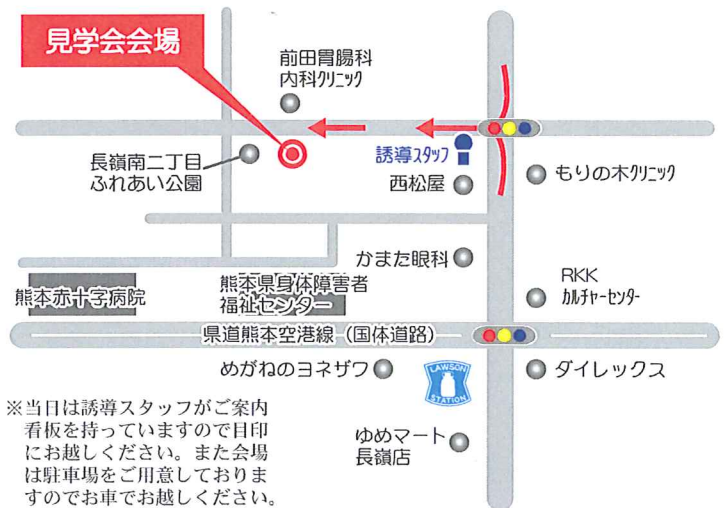 見学会会場
前田胃腸科
内科クリニック
長嶺南二丁目
ふれあい公園
誘導スタッフ
西松屋
もりの木クリニック
かまた眼科
熊本赤十字病院
熊本県身体障害者
福祉センター
RKK
カルチャーセンター
県道熊本空港線（国体道路）
めがねのヨネザワ
LAWSON
STATION
ダイレックス
ゆめマート
長嶺店
※当日は誘導スタッフがご案内
看板を持っていますので目印
にお越しください。また会場
は駐車場をご用意しておりま
すのでお車でお越しください。